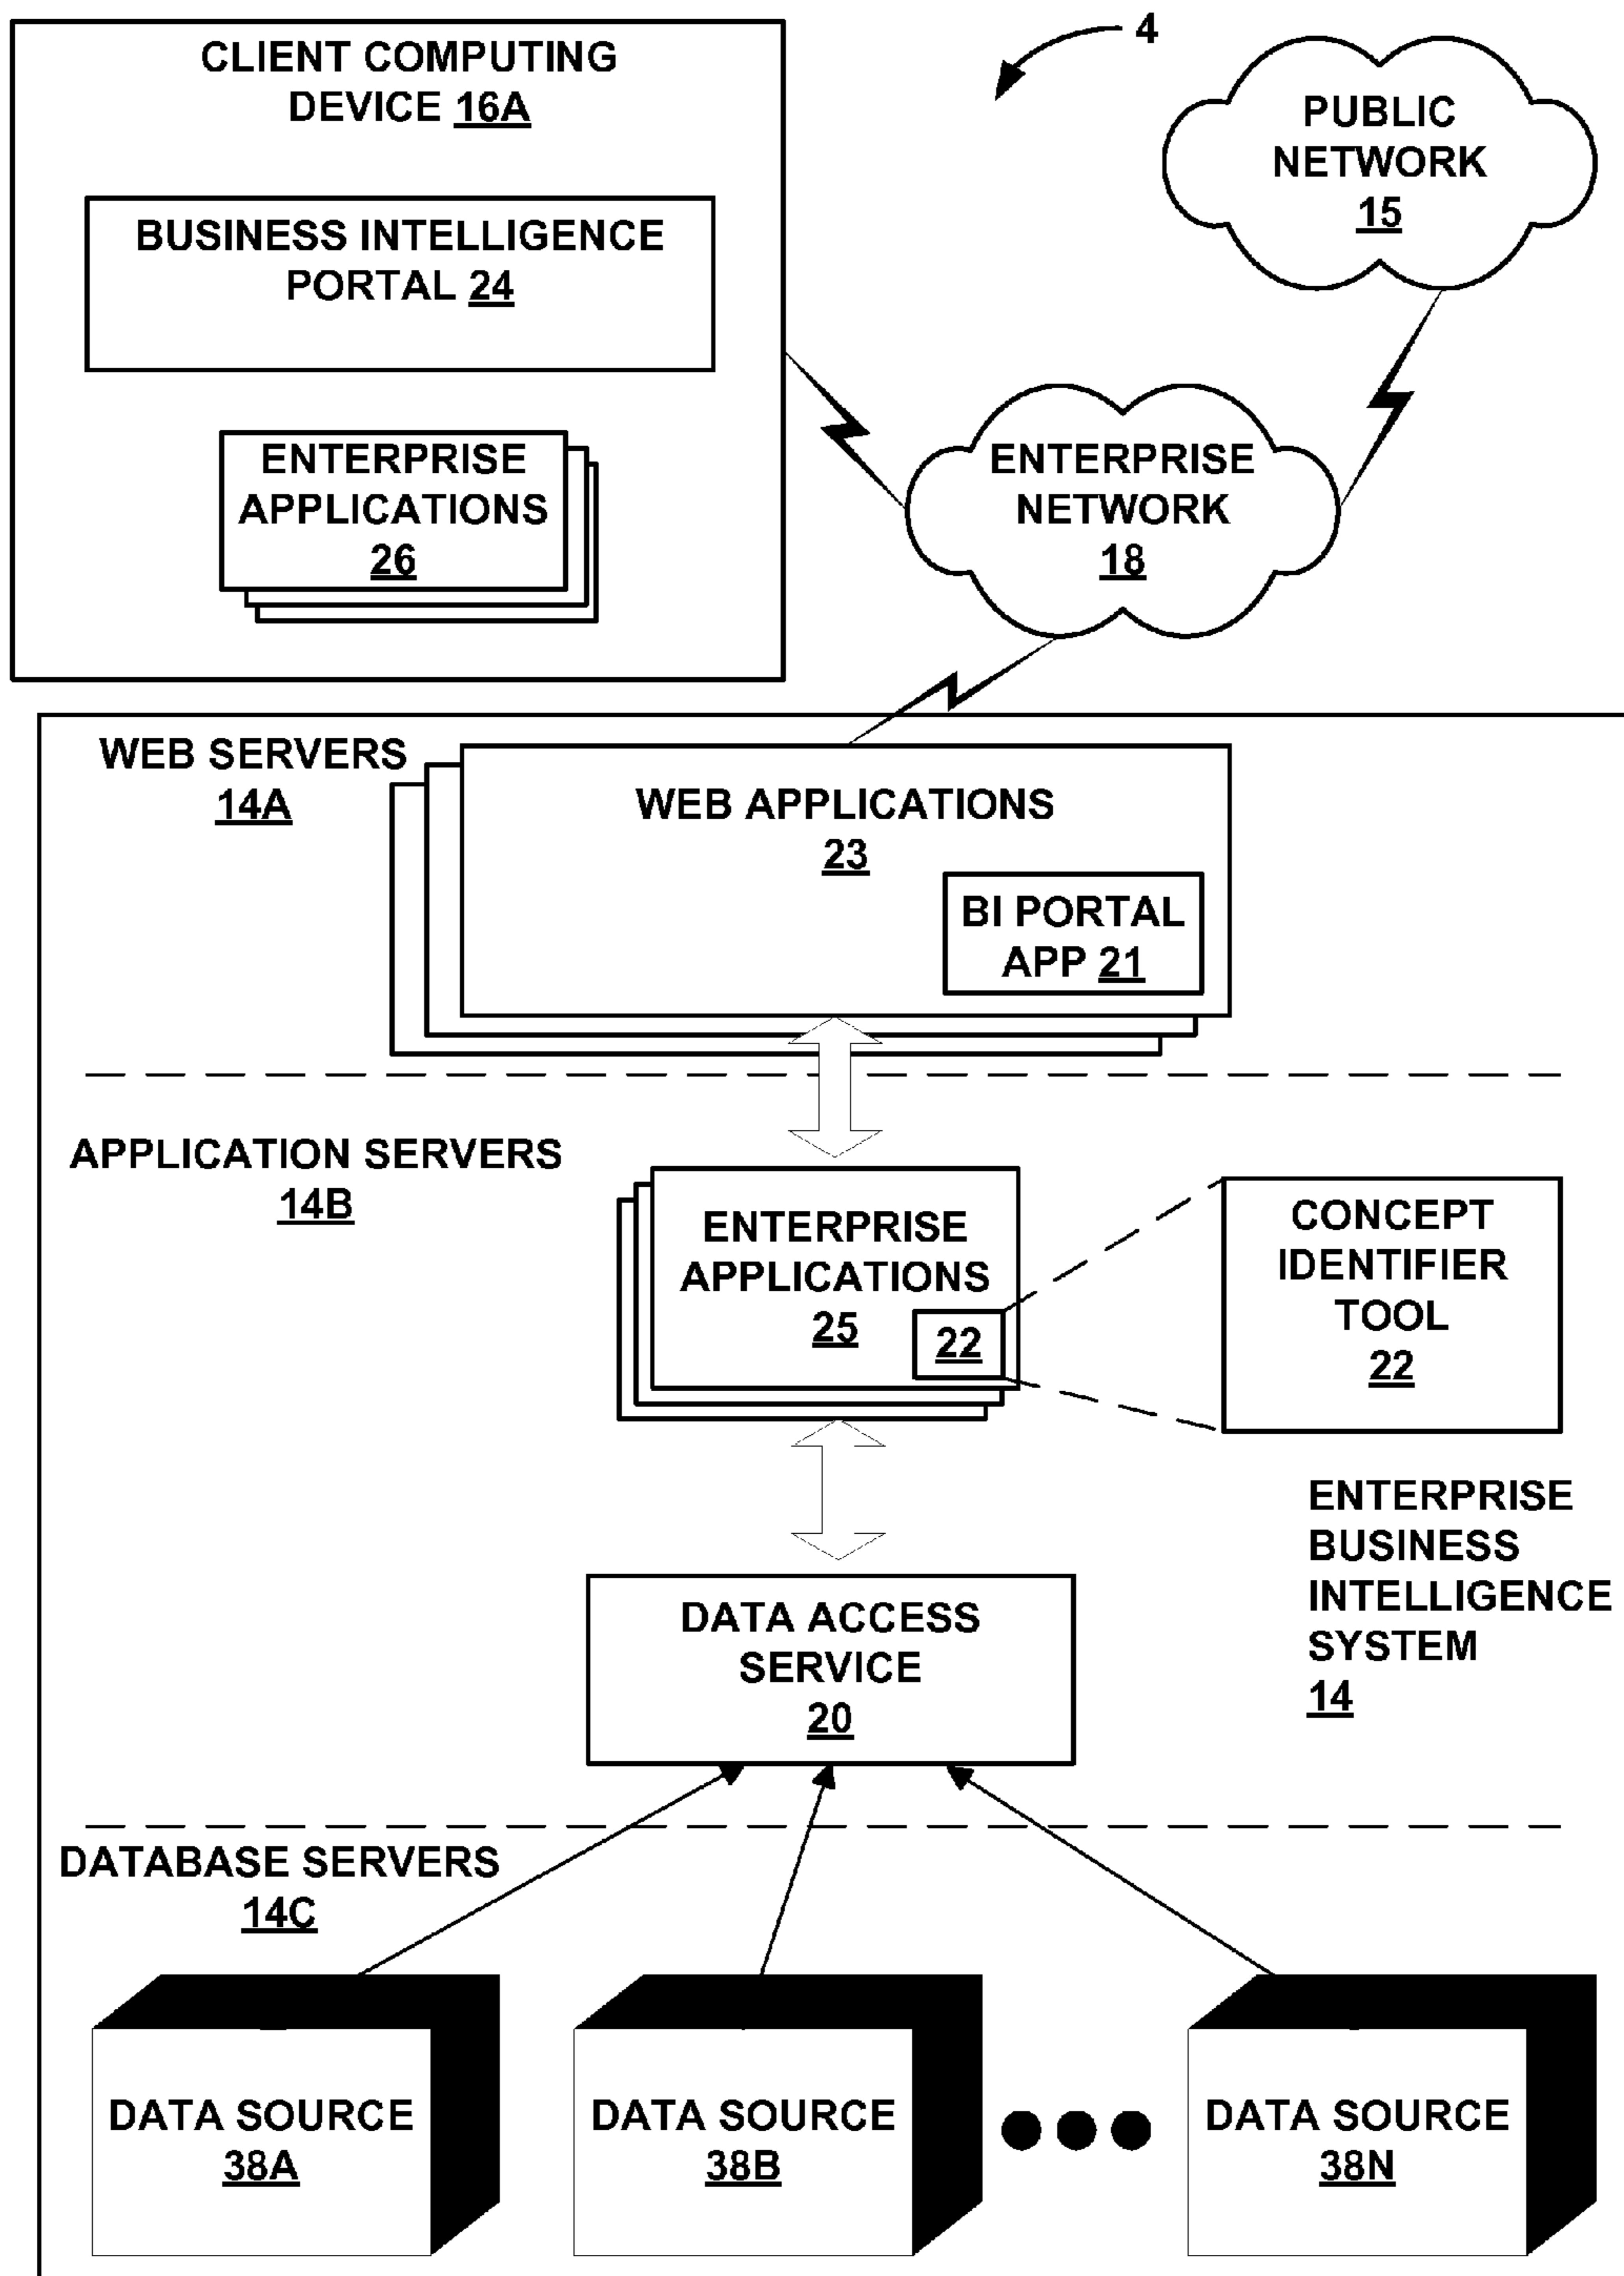 CLIENT COMPUTING
DEVICE 16A
BUSINESS INTELLIGENCE
PORTAL 24
ENTERPRISE
APPLICATIONS
26
4
PUBLIC
NETWORK
15
ENTERPRISE
NETWORK
18
WEB SERVERS
14A
WEB APPLICATIONS
23
BI PORTAL
APP 21
APPLICATION SERVERS
14B
ENTERPRISE
APPLICATIONS
25
22
CONCEPT
IDENTIFIER
TOOL
22
ENTERPRISE
BUSINESS
INTELLIGENCE
SYSTEM
14
DATA ACCESS
SERVICE
20
DATABASE SERVERS
14C
DATA SOURCE
38A
DATA SOURCE
38B
DATA SOURCE
38N